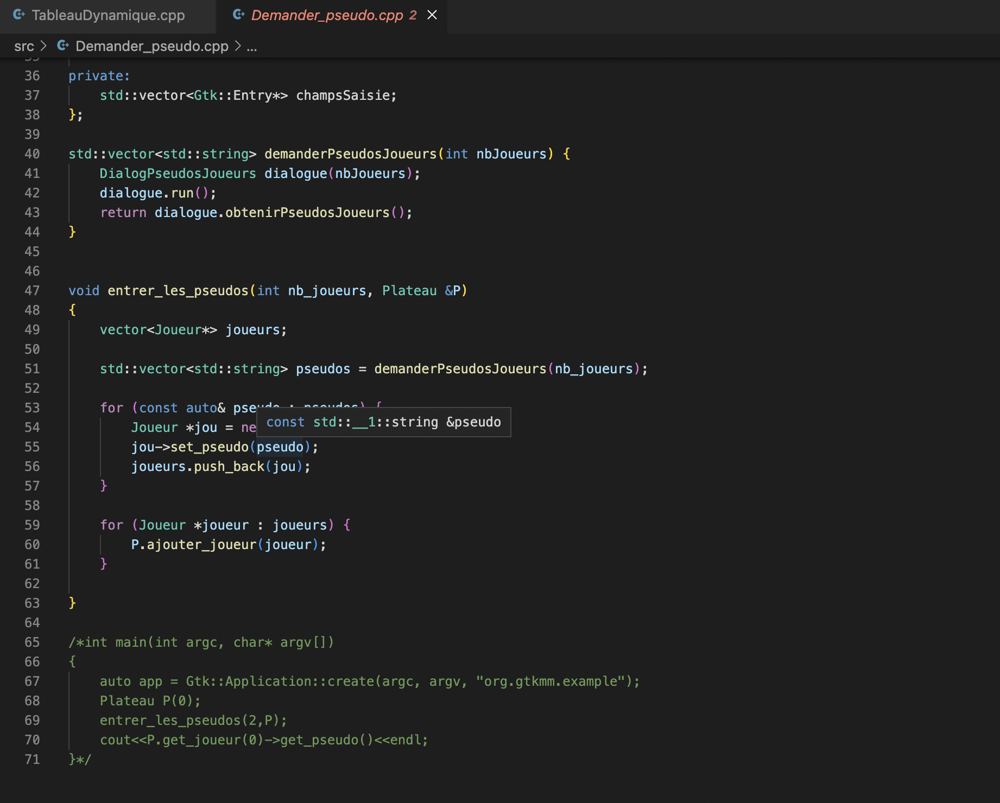 TableauDynamique.cpp
Demander_pseudo.cpp 2
src > Demander_pseudo.cpp > ...
36 private:
37 std::vector<Gtk::Entry*> champsSaisie;
38 };
39
40 std::vector<std::string> demanderPseudosJoueurs(int nbJoueurs) {
41 DialogPseudosJoueurs dialogue(nbJoueurs);
42 dialogue.run();
43 return dialogue.obtenirPseudosJoueurs();
44 }
45
46
47 void entrer_les_pseudos(int nb_joueurs, Plateau &P)
48 {
49 vector<Joueur*> joueurs;
50
51 std::vector<std::string> pseudos = demanderPseudosJoueurs(nb_joueurs);
52
53 for (const auto& pseudo : pseudos) {
const std::__1::string &pseudo
54 Joueur *jou = ne
55 jou->set_pseudo(pseudo);
56 joueurs.push_back(jou);
57 }
58
59 for (Joueur *joueur : joueurs) {
60 P.ajouter_joueur(joueur);
61 }
62
63 }
64
65 /*int main(int argc, char* argv[])
66 {
67 auto app = Gtk::Application::create(argc, argv, "org.gtkmm.example");
68 Plateau P(0);
69 entrer_les_pseudos(2,P);
70 cout<<P.get_joueur(0)->get_pseudo()<<endl;
71 }*/